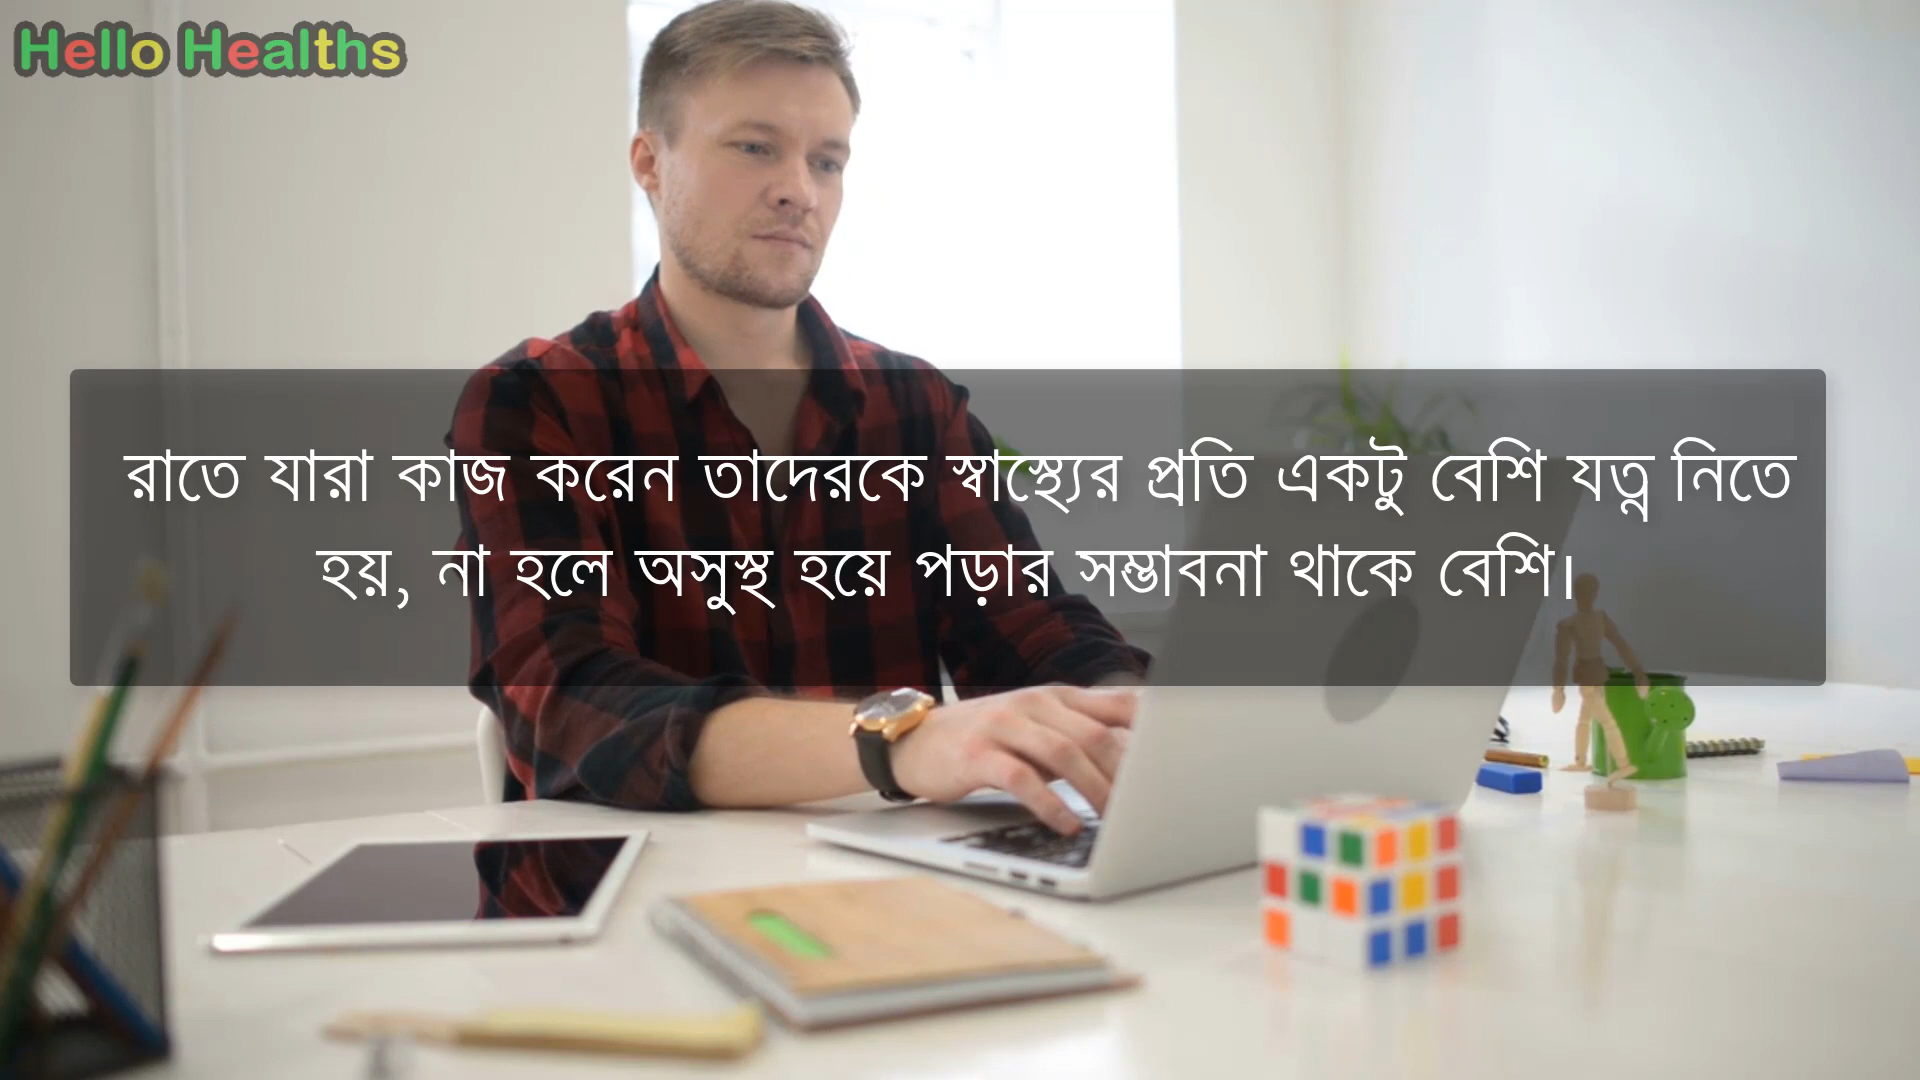 Hello Healths
রাতে যারা কাজ করেন তাদেরকে স্বাস্থ্যের প্রতি একটু বেশি যত্ন নিতে
হয়, না হলে অসুস্থ হয়ে পড়ার সম্ভাবনা থাকে বেশি।